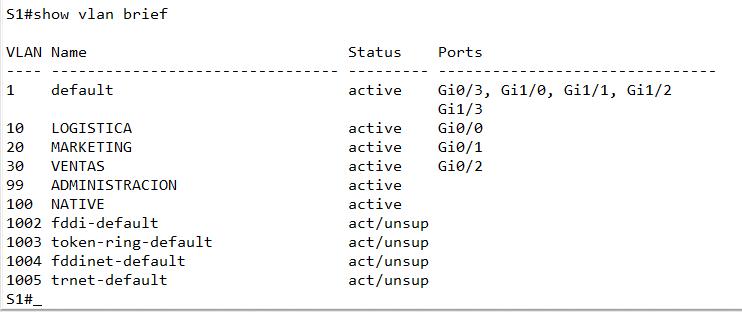 S1#show vlan brief
VLAN Name                             Status    Ports
---- -------------------------------- --------- -------------------------------
1    default                          active    Gi0/3, Gi1/0, Gi1/1, Gi1/2
                                                Gi1/3
10   LOGISTICA                        active    Gi0/0
20   MARKETING                        active    Gi0/1
30   VENTAS                           active    Gi0/2
99   ADMINISTRACION                   active
100  NATIVE                           active
1002 fddi-default                     act/unsup
1003 token-ring-default               act/unsup
1004 fddinet-default                  act/unsup
1005 trnet-default                    act/unsup
S1#_